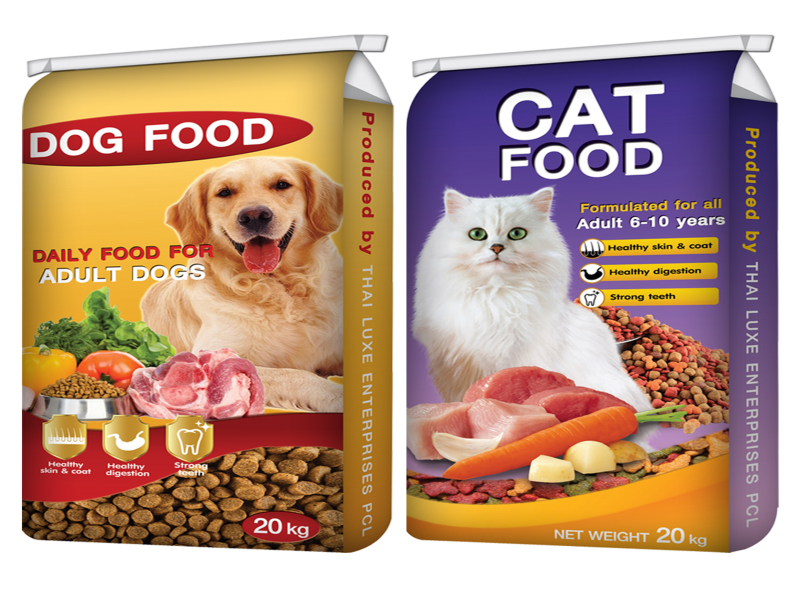 DOG FOOD
DAILY FOOD FOR
ADULT DOGS
Healthy
skin & coat
Healthy
digestion
Strong
teeth
20 kg
Produced by THAI LUXE ENTERPRISES PCL
CAT
FOOD
Formulated for all
Adult 6-10 years
Healthy skin & coat
Healthy digestion
Strong teeth
NET WEIGHT 20 kg
Produced by THAI LUXE ENTERPRISES PCL